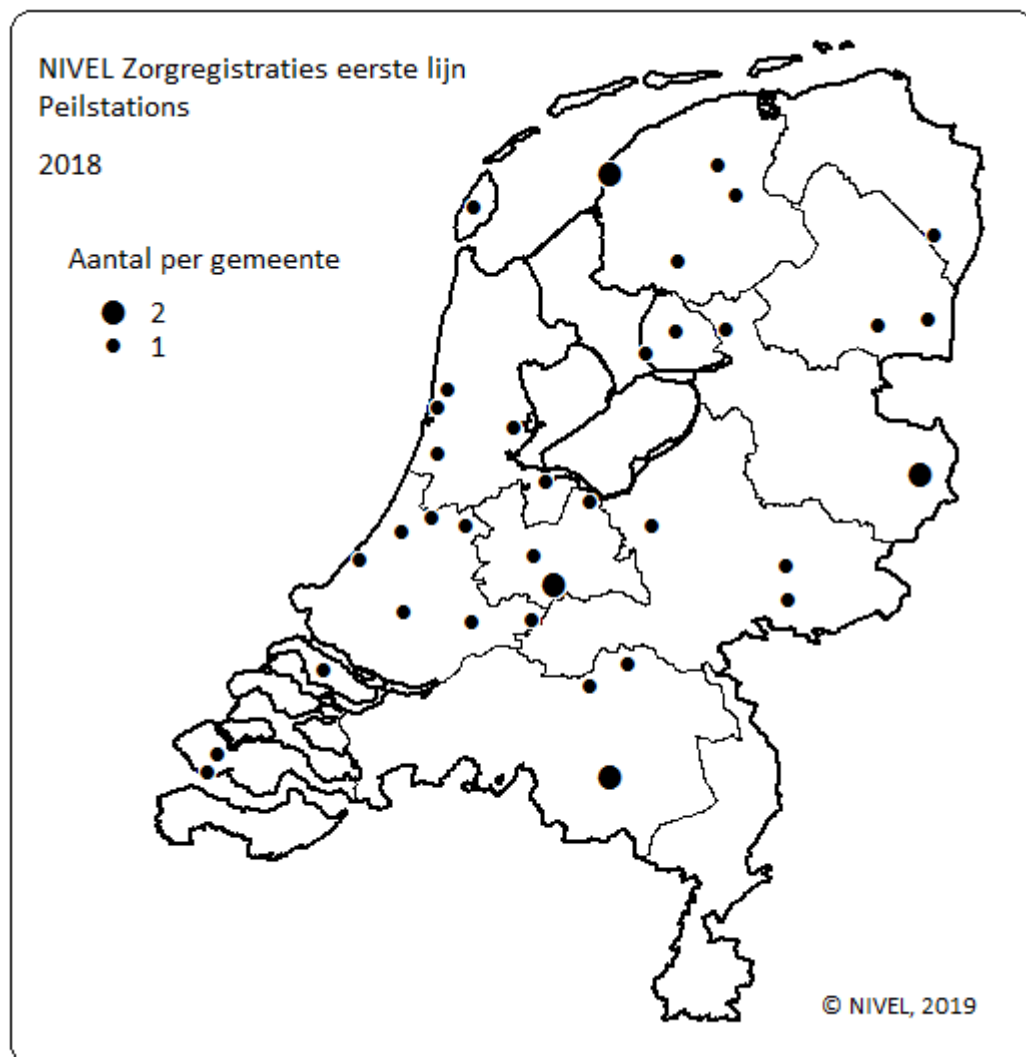 NIVEL Zorgregistraties eerste lijn
Peilstations
2018
Aantal per gemeente
2
1
© NIVEL, 2019